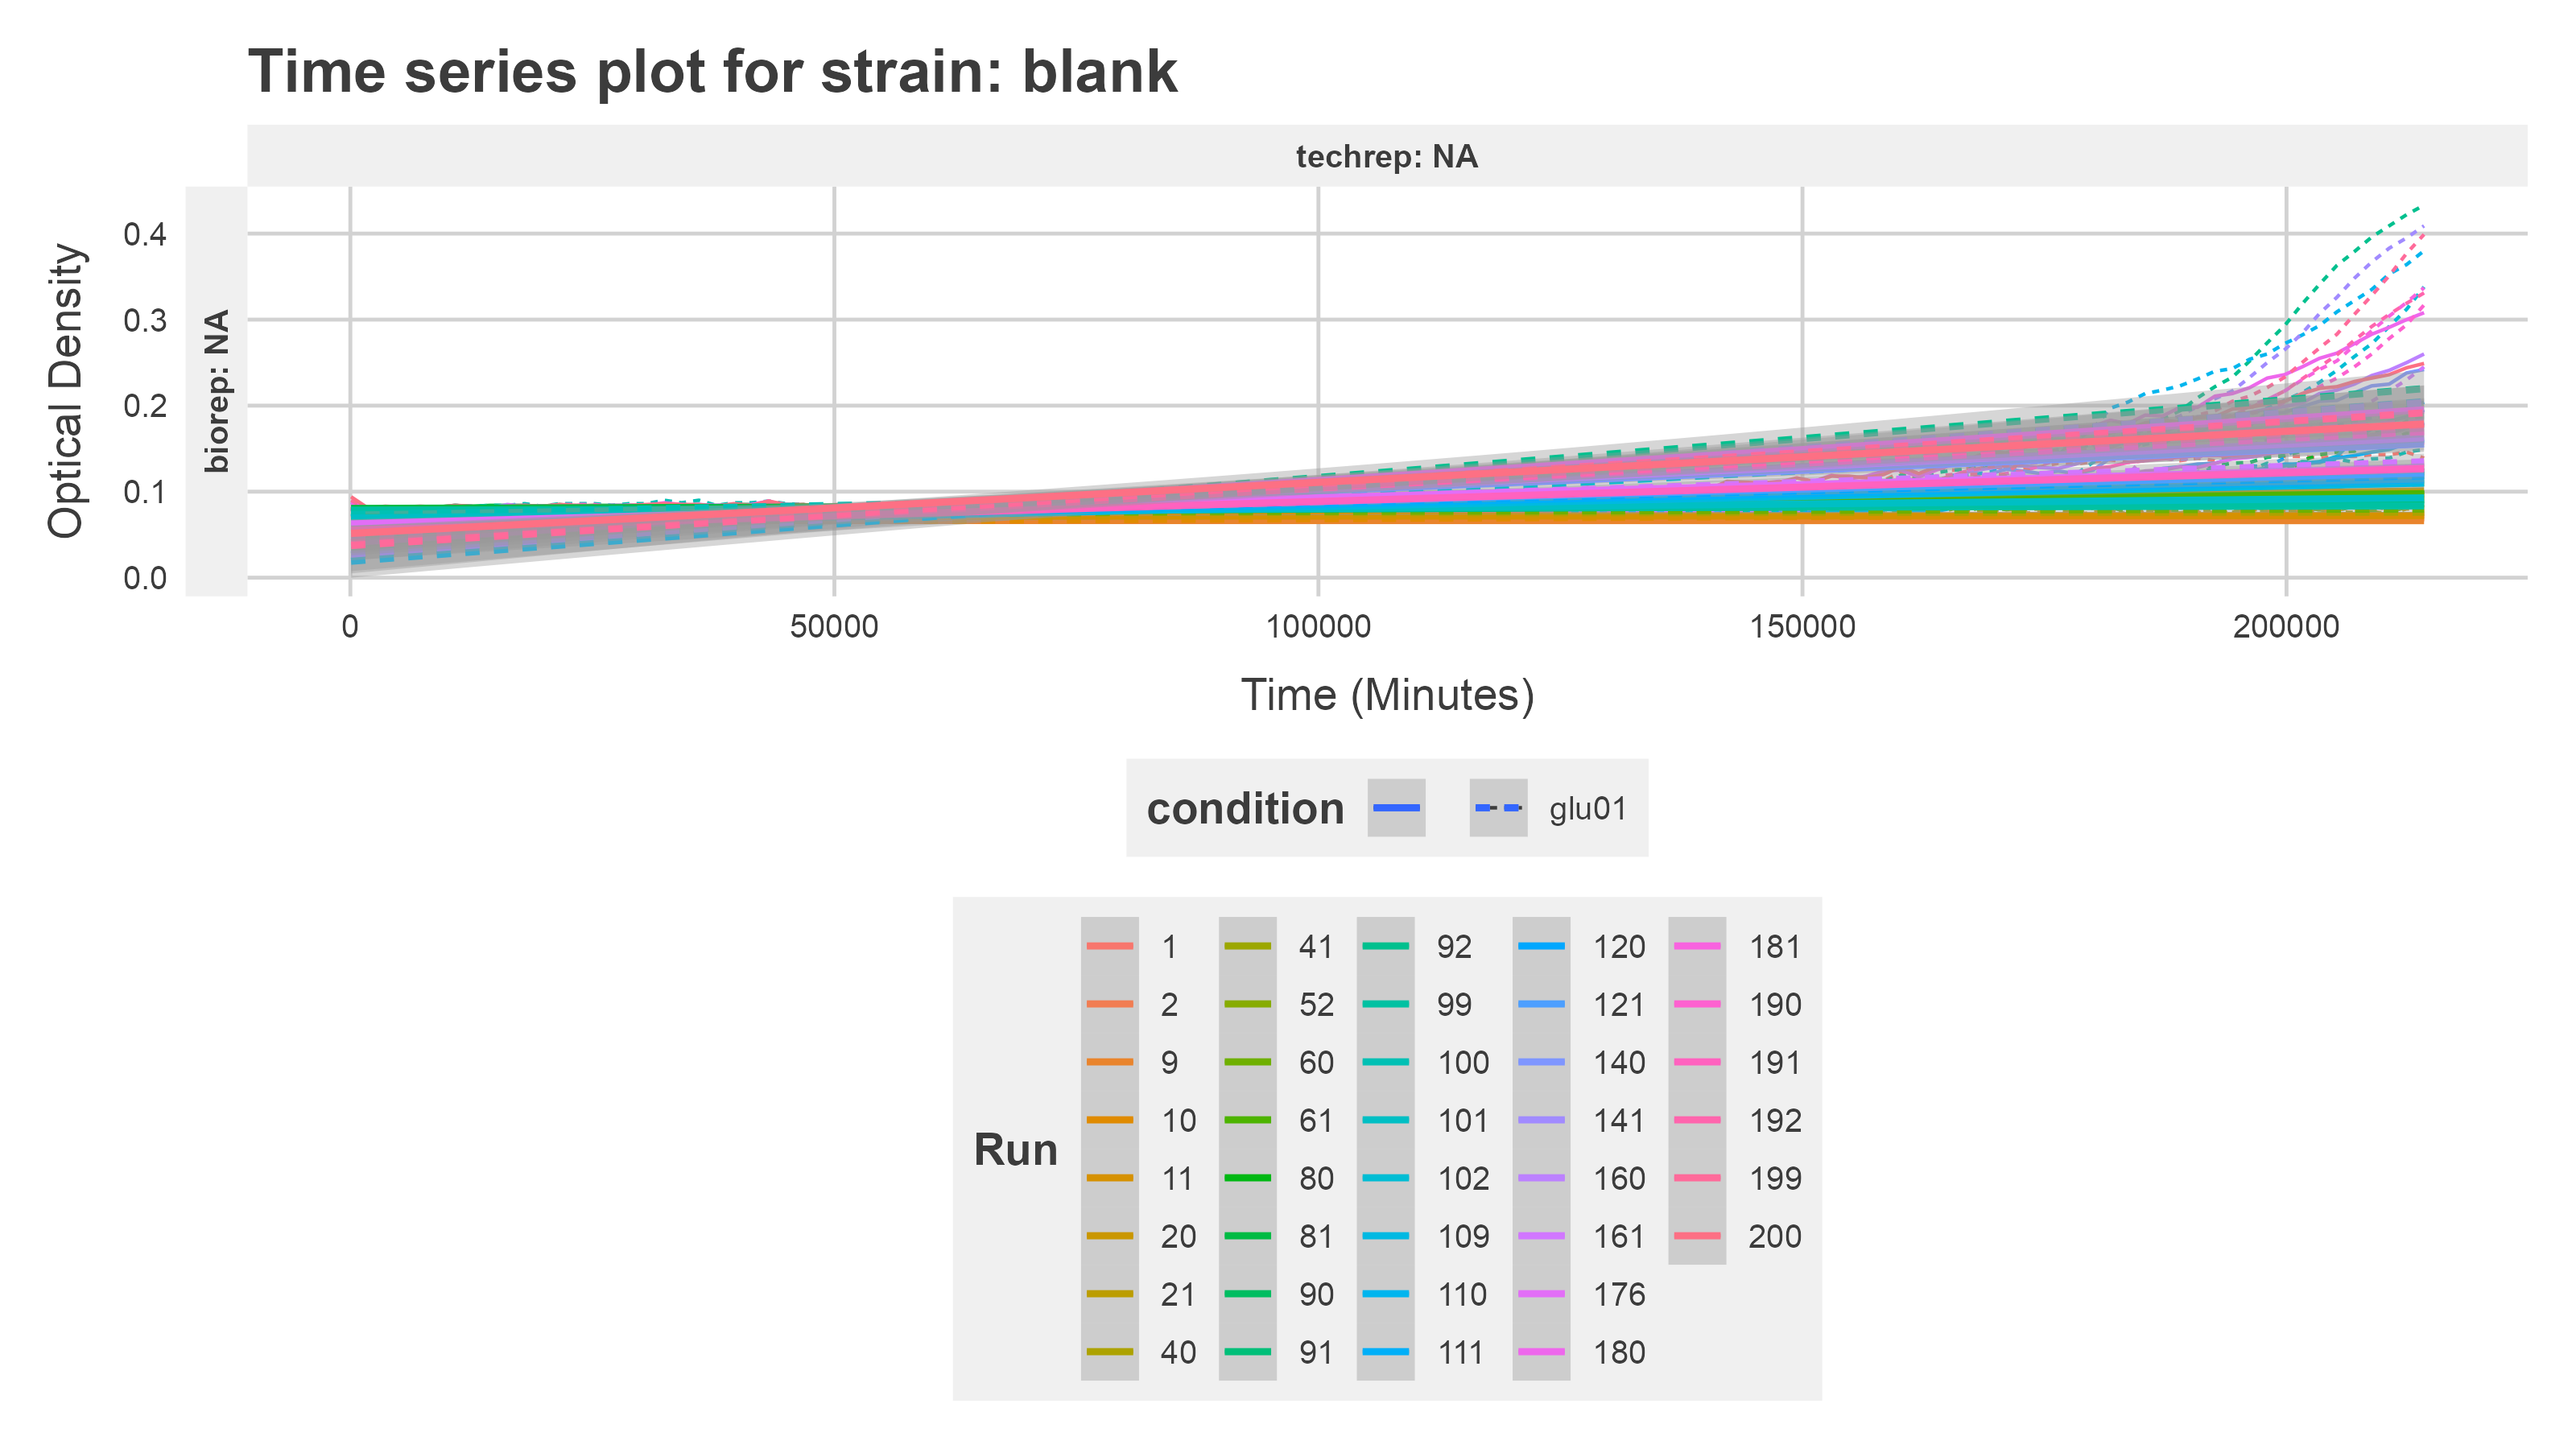 Time series plot for strain: blank
techrep: NA
biorep: NA
Optical Density
0.4
0.3
0.2
0.1
0.0
0 50000 100000 150000 200000
Time (Minutes)
condition glu01
Run
1 41 92 120 181
2 52 99 121 190
9 60 100 140 191
10 61 101 141 192
11 80 102 160 199
20 81 109 161 200
21 90 110 176
40 91 111 180